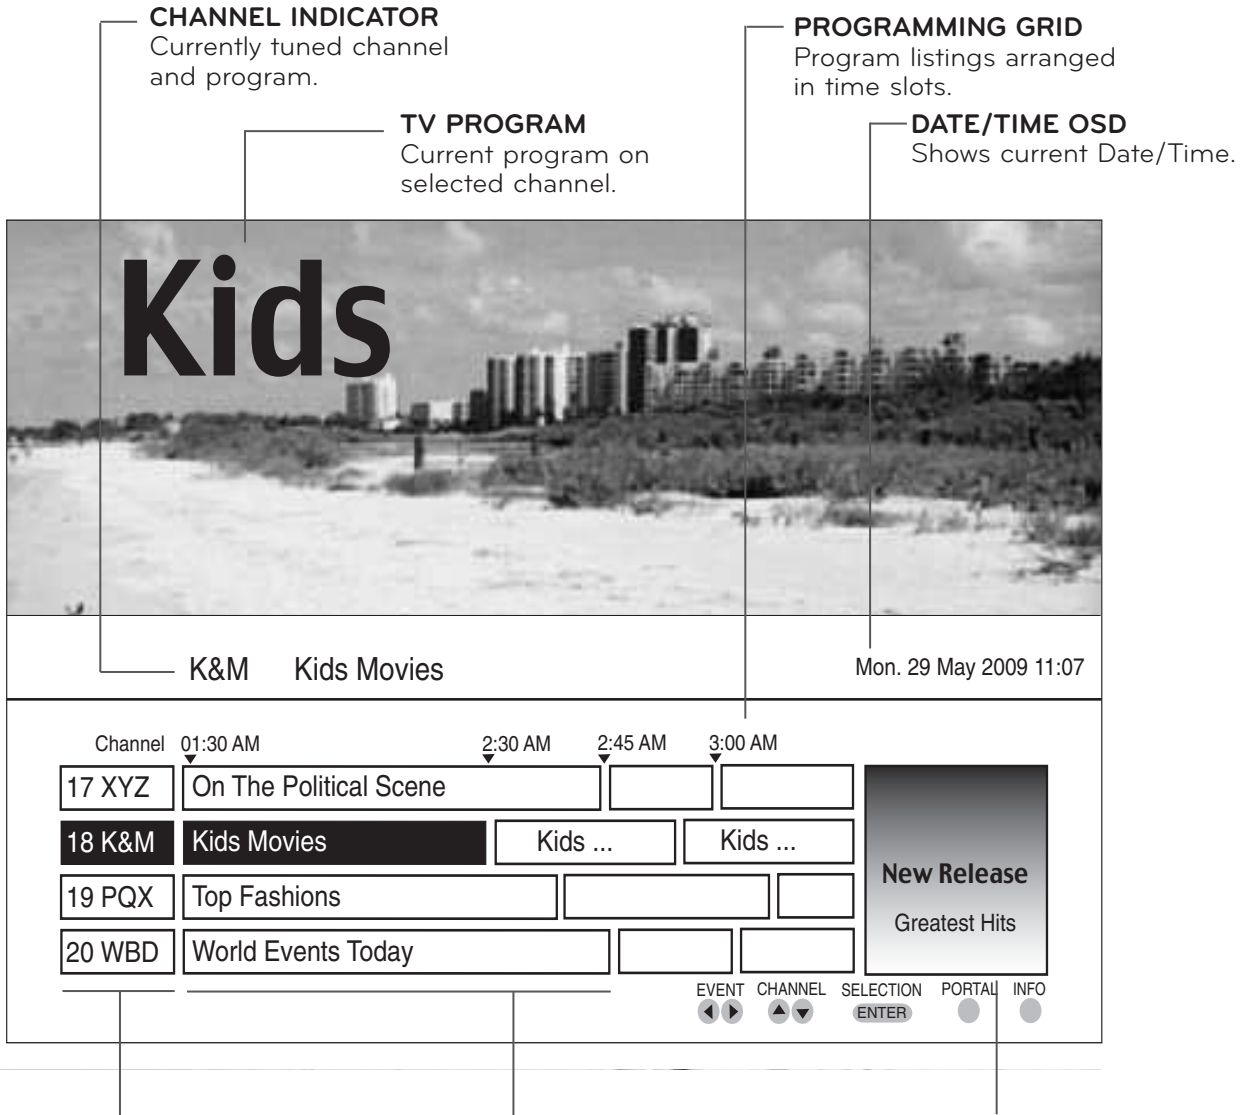 CHANNEL INDICATOR
Currently tuned channel
and program.
PROGRAMMING GRID
Program listings arranged
in time slots.
TV PROGRAM
Current program on
selected channel.
DATE/TIME OSD
Shows current Date/Time.
Kids
K&M Kids Movies
Mon. 29 May 2009 11:07
Channel 01:30 AM 2:30 AM 2:45 AM 3:00 AM
17 XYZ On The Political Scene
18 K&M Kids Movies Kids ... Kids ...
19 PQX Top Fashions
20 WBD World Events Today
New Release
Greatest Hits
EVENT CHANNEL SELECTION PORTAL INFO
ENTER